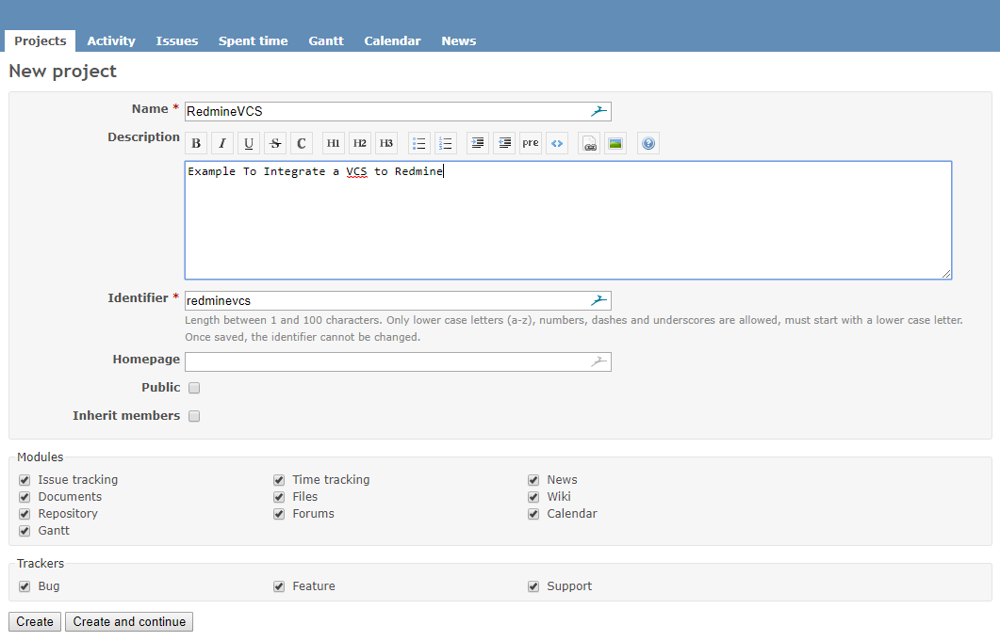 Projects Activity Issues Spent time Gantt Calendar News
New project
Name * RedmineVCS
Description B I U S C H1 H2 H3 pre <> ?
Example To Integrate a VCS to Redmine
Identifier * redminevcs
Length between 1 and 100 characters. Only lower case letters (a-z), numbers, dashes and underscores are allowed, must start with a lower case letter.
Once saved, the identifier cannot be changed.
Homepage
Public
Inherit members
Modules
Issue tracking Time tracking News
Documents Files Wiki
Repository Forums Calendar
Gantt
Trackers
Bug Feature Support
Create Create and continue